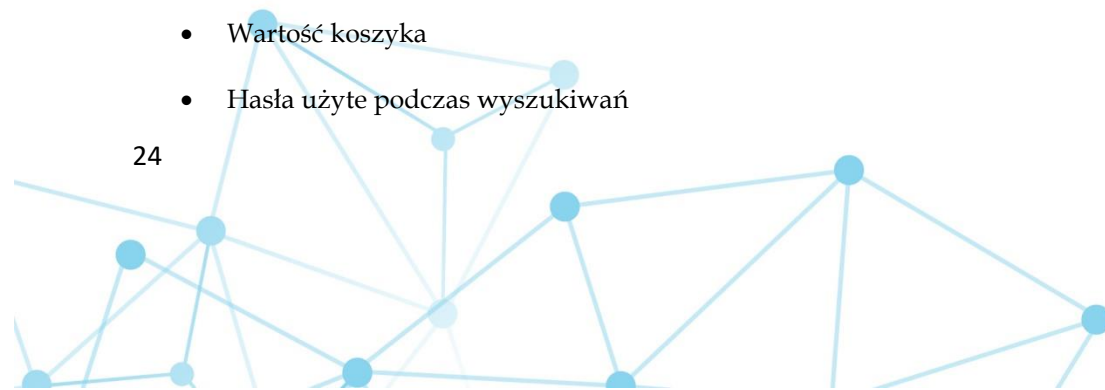 • Wartość koszyka
• Hasła użyte podczas wyszukiwań
24